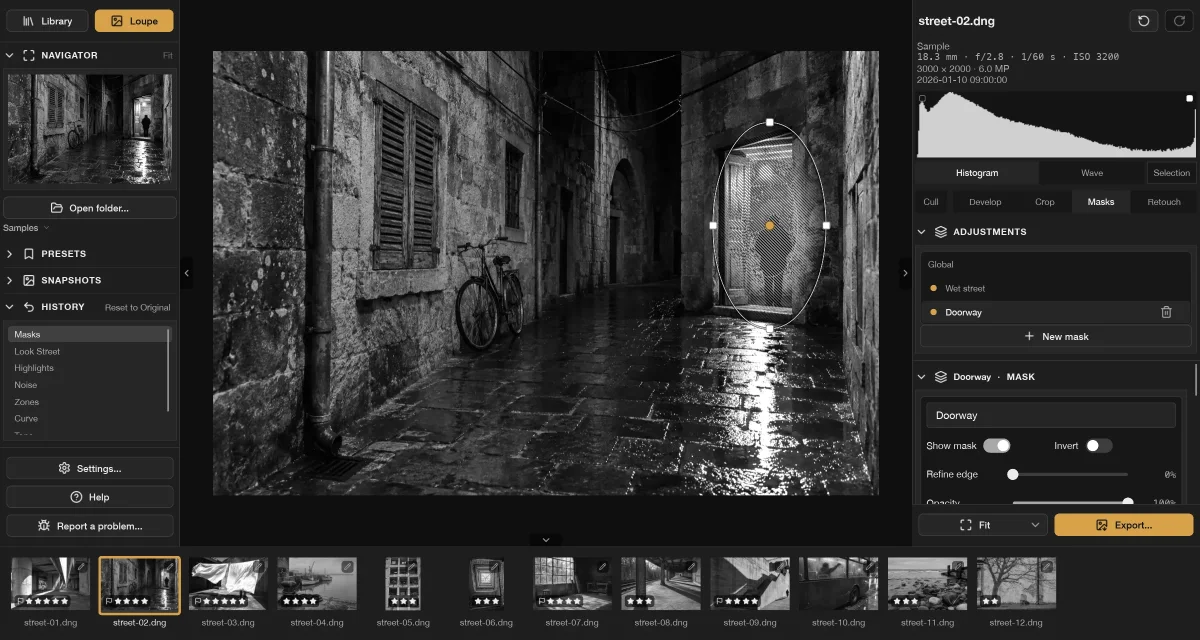 Library
Loupe
NAVIGATOR
Fit
Open folder...
Samples
PRESETS
SNAPSHOTS
HISTORY
Reset to Original
Masks
Look Street
Highlights
Noise
Zones
Curve
Settings...
Help
Report a problem...
street-02.dng
Sample
18.3 mm · f/2.8 · 1/60 s · ISO 3200
3000 × 2000 · 6.0 MP
2026-01-10 09:00:00
Histogram
Wave
Selection
Cull
Develop
Crop
Masks
Retouch
ADJUSTMENTS
Global
Wet street
Doorway
New mask
Doorway · MASK
Doorway
Show mask
Invert
Refine edge
0%
Opacity
100%
Fit
Export...
street-01.dng
street-02.dng
street-03.dng
street-04.dng
street-05.dng
street-06.dng
street-07.dng
street-08.dng
street-09.dng
street-10.dng
street-11.dng
street-12.dng